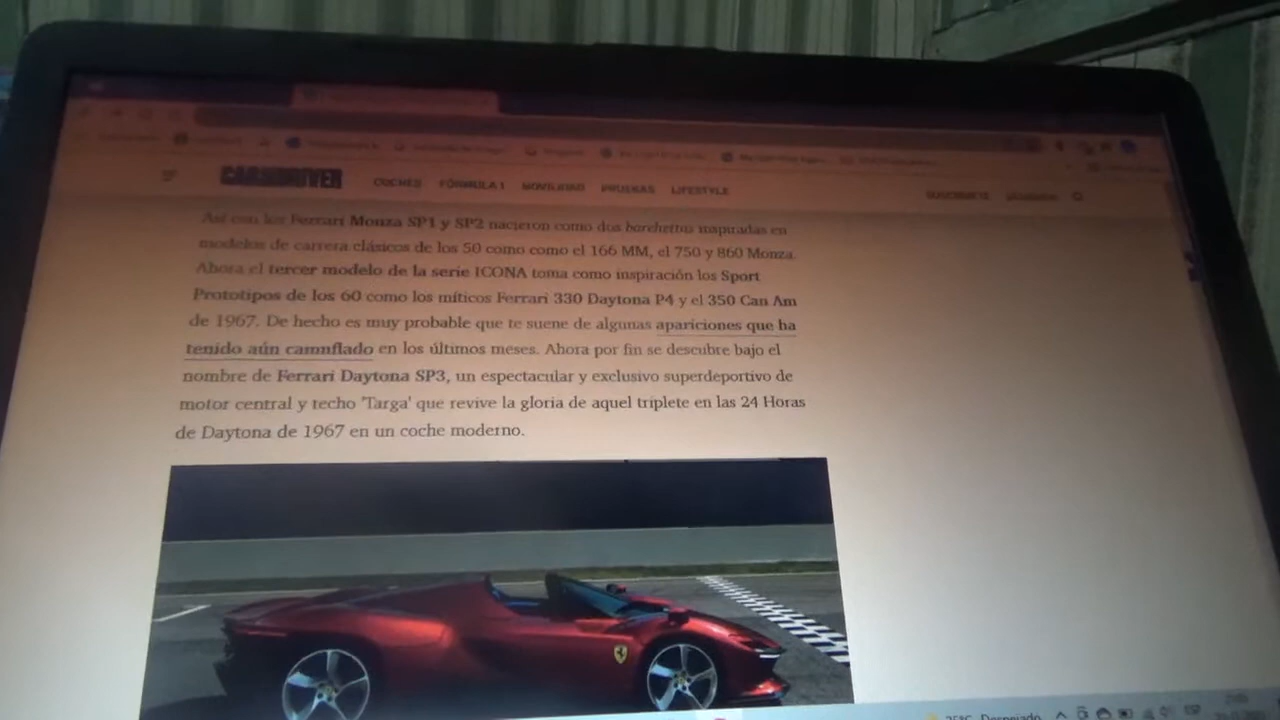 CARANDDRIVER
COCHES FÓRMULA 1 MOVILIDAD PRUEBAS LIFESTYLE
Así con los Ferrari Monza SP1 y SP2 nacieron como dos barchettas inspiradas en
modelos de carrera clásicos de los 50 como como el 166 MM, el 750 y 860 Monza.
Ahora el tercer modelo de la serie ICONA toma como inspiración los Sport
Prototipos de los 60 como los míticos Ferrari 330 Daytona P4 y el 350 Can Am
de 1967. De hecho es muy probable que te suene de algunas apariciones que ha
tenido aún camuflado en los últimos meses. Ahora por fin se descubre bajo el
nombre de Ferrari Daytona SP3, un espectacular y exclusivo superdeportivo de
motor central y techo 'Targa' que revive la gloria de aquel triplete en las 24 Horas
de Daytona de 1967 en un coche moderno.
25°C Despejado